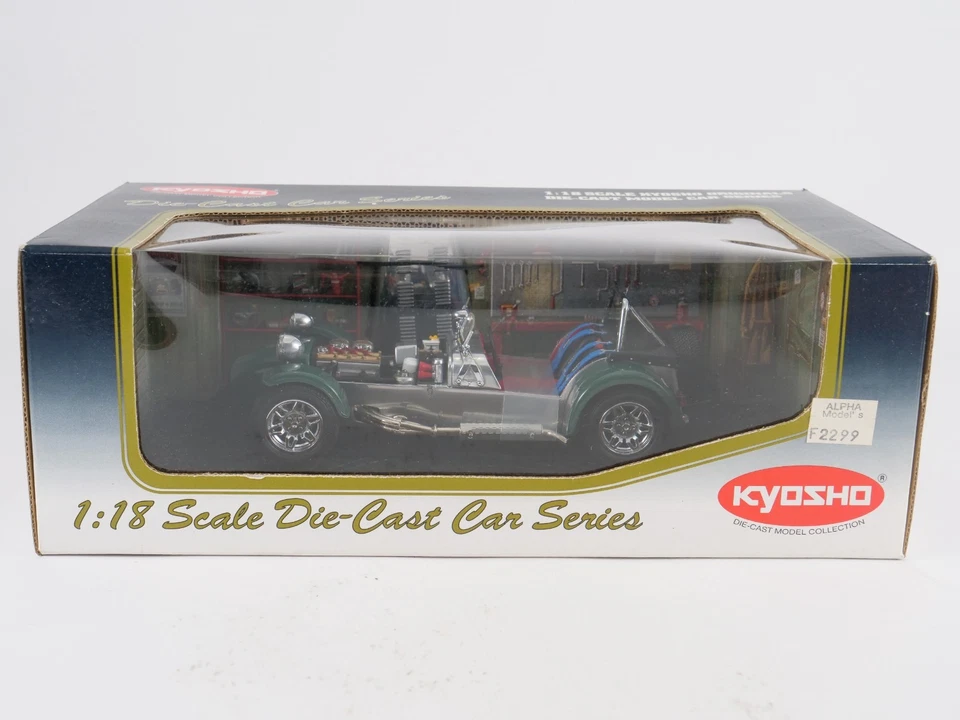 KYOSHO
Die-Cast Car Series
1:18 SCALE KYOSHO ORIGINALS
DIE-CAST MODEL CAR SERIES
ALPHA
Model's
F2299
KYOSHO ®
DIE-CAST MODEL COLLECTION
1:18 Scale Die-Cast Car Series